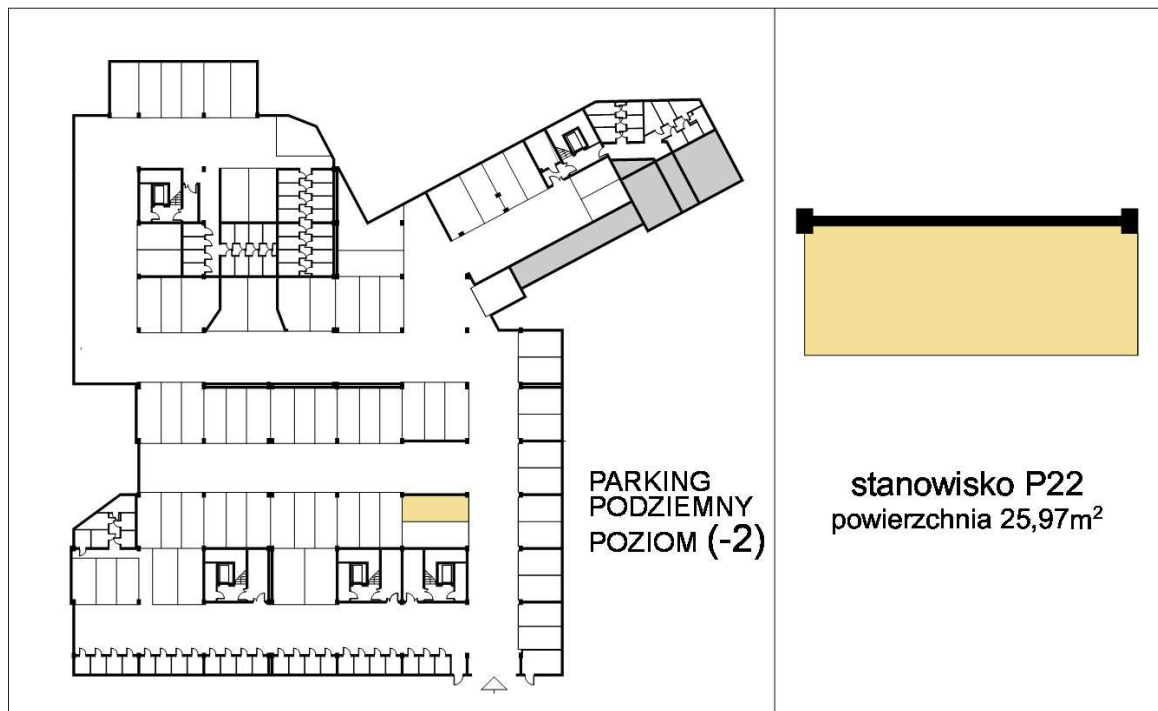 PARKING
PODZIEMNY
POZIOM (-2)
stanowisko P22
powierzchnia 25,97m²